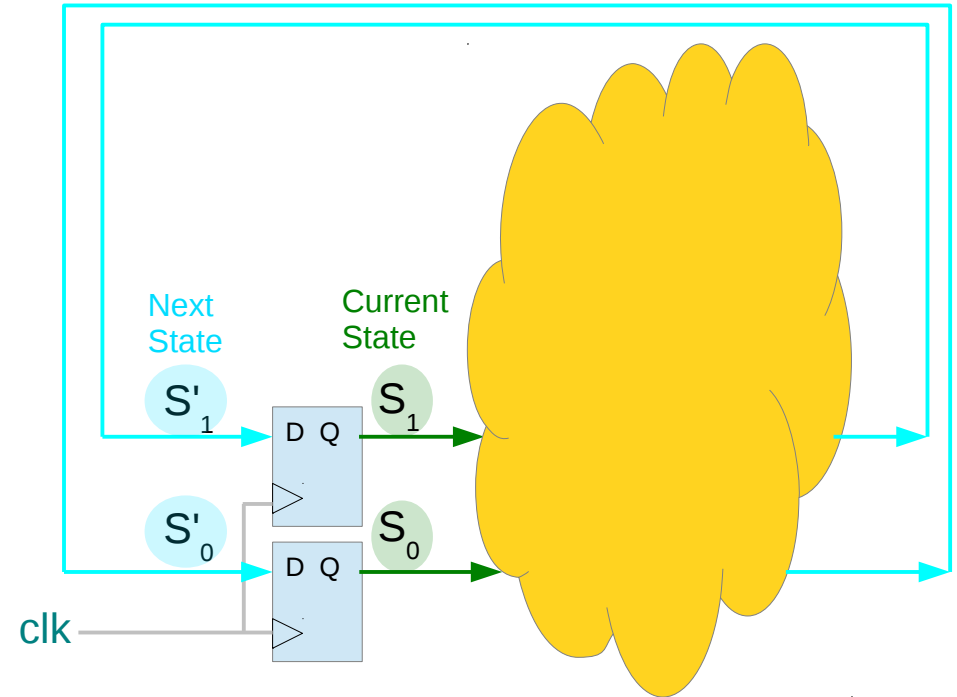 Next
State
Current
State
S'1
S1
D Q
S'0
S0
D Q
clk